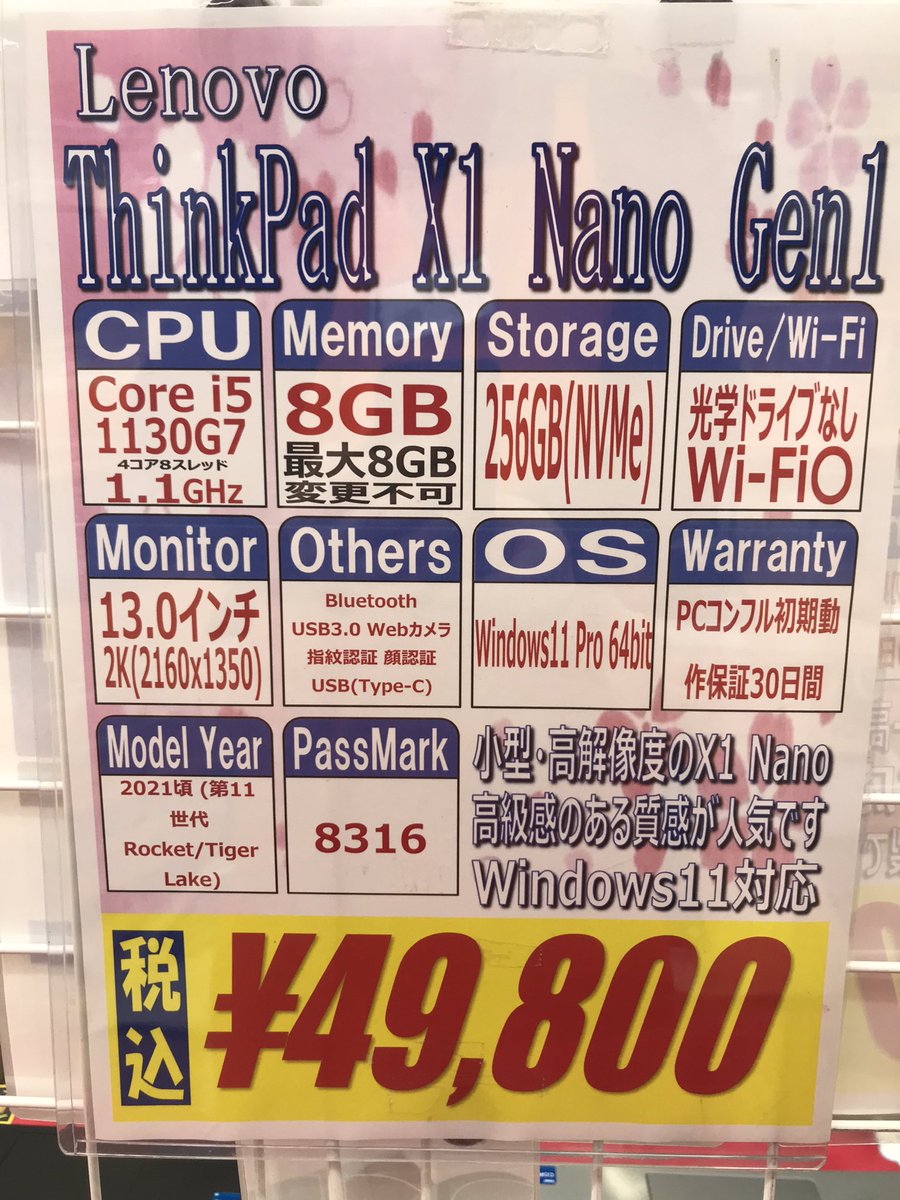 Lenovo
ThinkPad X1 Nano Gen1
CPU
Core i5
1130G7
4コア8スレッド
1.1GHz
Memory
8GB
最大8GB
変更不可
Storage
256GB(NVMe)
Drive/Wi-Fi
光学ドライブなし
Wi-Fi〇
Monitor
13.0インチ
2K(2160x1350)
Others
Bluetooth
USB3.0 Webカメラ
指紋認証 顔認証
USB(Type-C)
OS
Windows11 Pro 64bit
Warranty
PCコンフル初期動
作保証30日間
Model Year
2021頃 (第11
世代
Rocket/Tiger
Lake)
PassMark
8316
小型・高解像度のX1 Nano
高級感のある質感が人気です
Windows11対応
税込
¥49,800